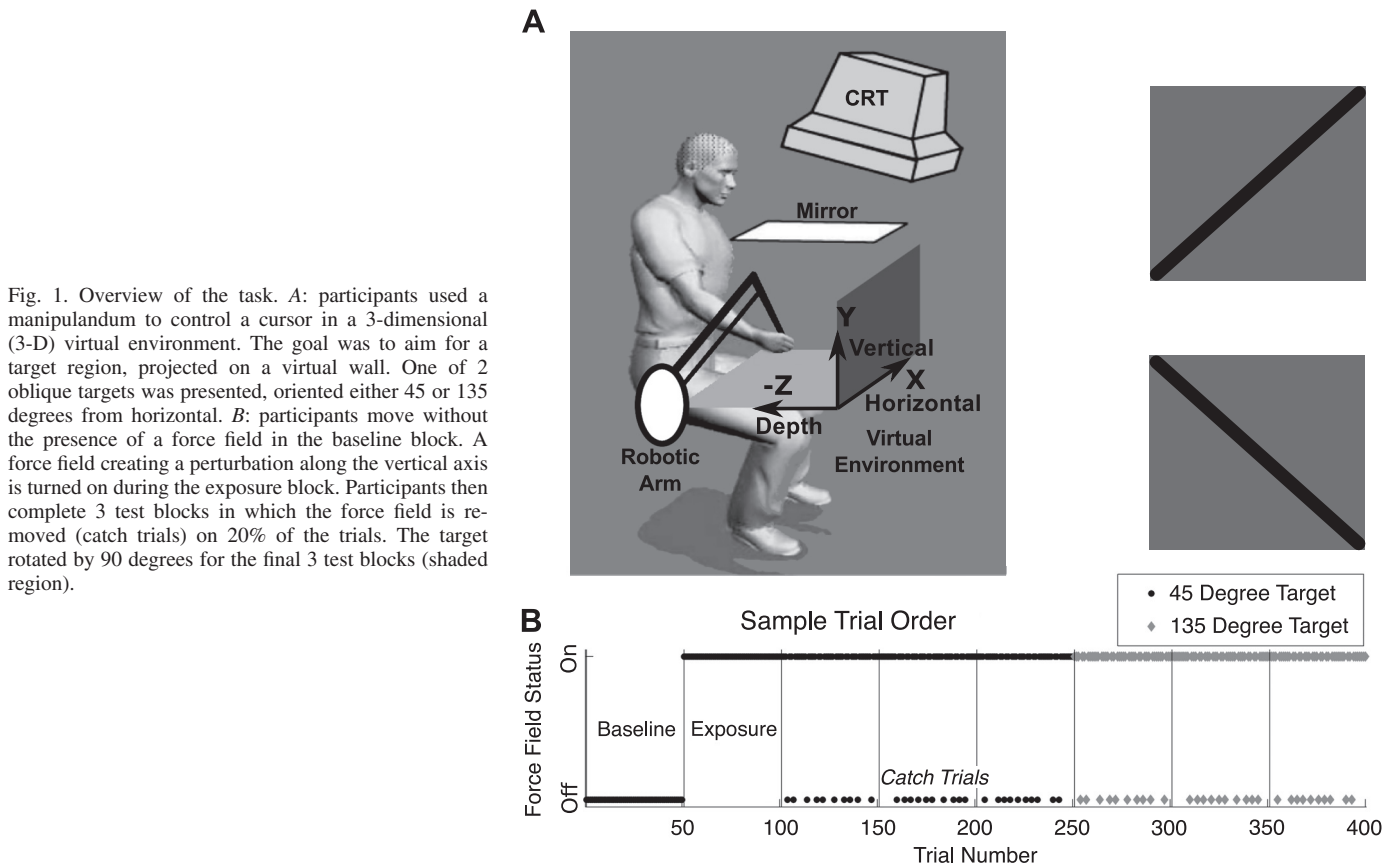 Fig. 1. Overview of the task. A: participants used a
manipulandum to control a cursor in a 3-dimensional
(3-D) virtual environment. The goal was to aim for a
target region, projected on a virtual wall. One of 2
oblique targets was presented, oriented either 45 or 135
degrees from horizontal. B: participants move without
the presence of a force field in the baseline block. A
force field creating a perturbation along the vertical axis
is turned on during the exposure block. Participants then
complete 3 test blocks in which the force field is re-
moved (catch trials) on 20% of the trials. The target
rotated by 90 degrees for the final 3 test blocks (shaded
region).
A
CRT
Mirror
Y
Vertical
X
Horizontal
-Z
Depth
Virtual
Environment
Robotic
Arm
B
Sample Trial Order
45 Degree Target
135 Degree Target
Force Field Status
On
Off
Baseline
Exposure
Catch Trials
50 100 150 200 250 300 350 400
Trial Number